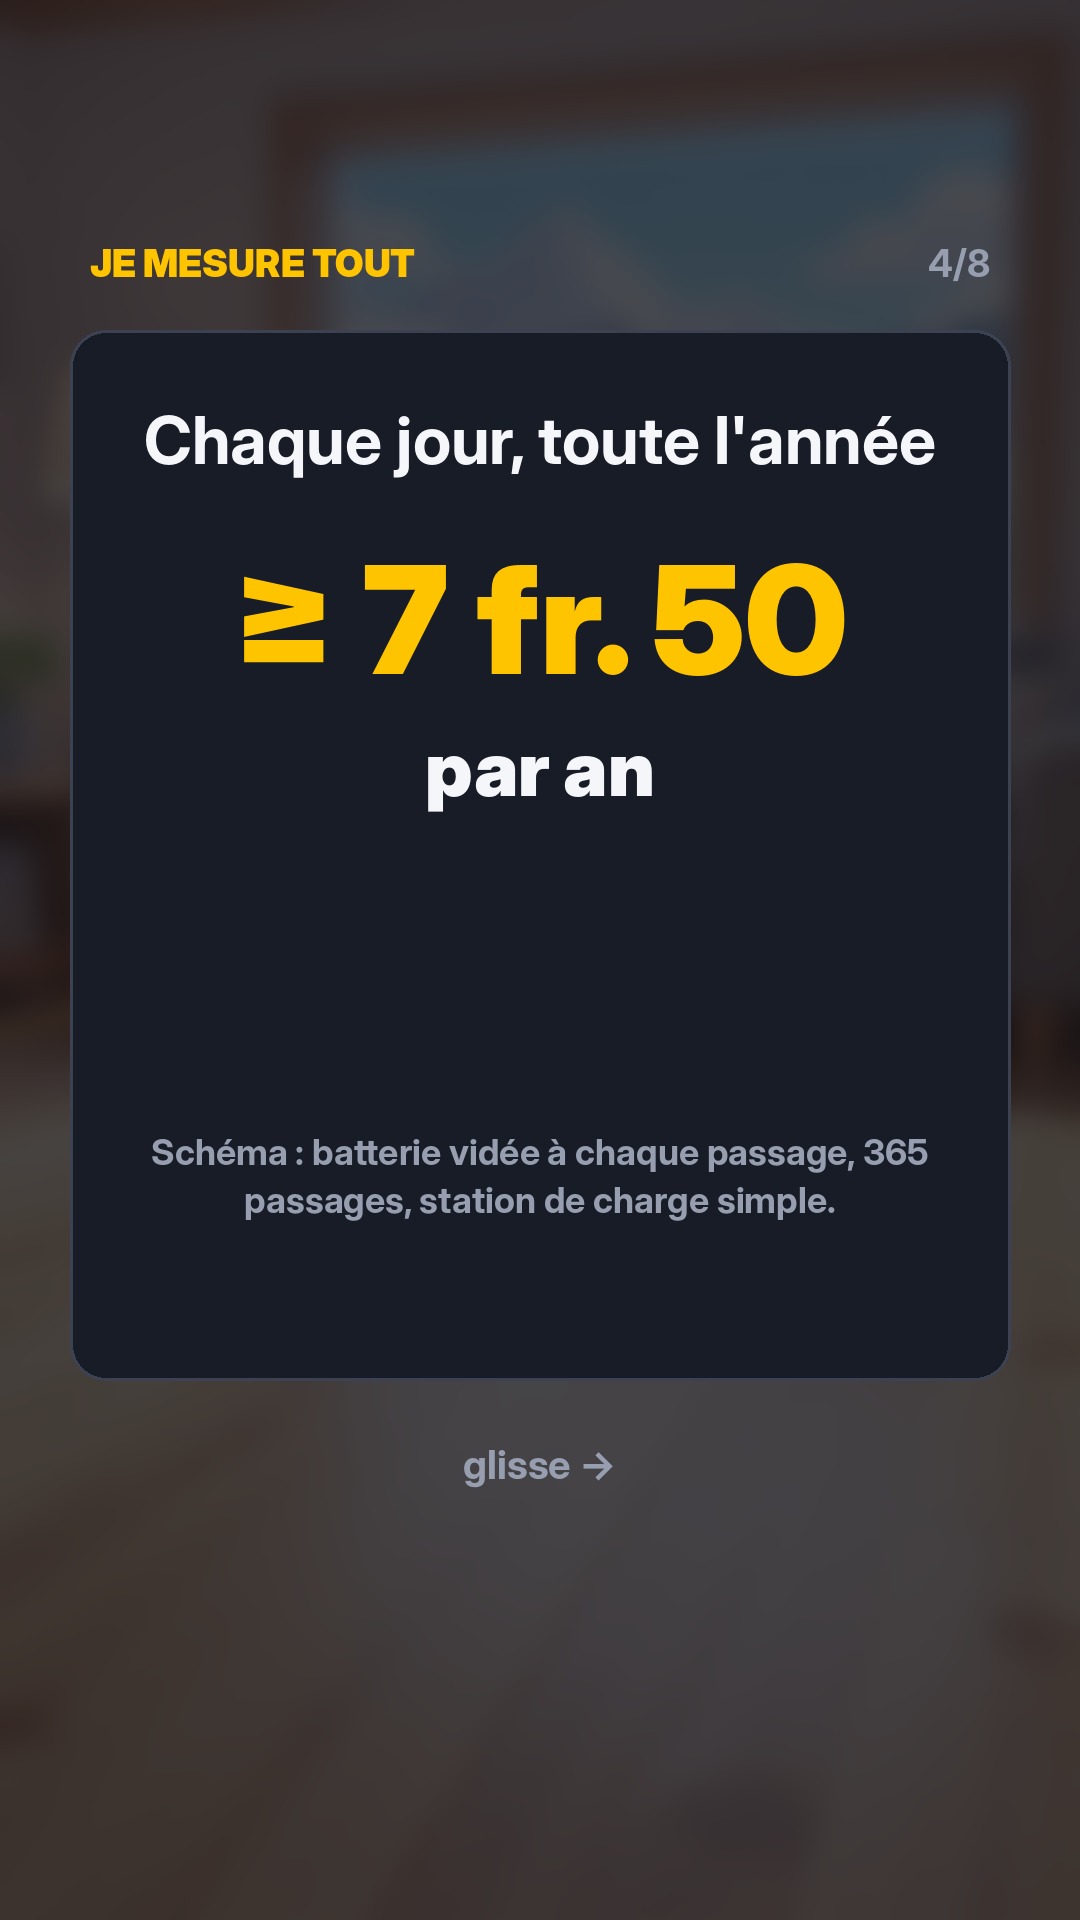 JE MESURE TOUT
4/8
Chaque jour, toute l'année
≥ 7 fr. 50
par an
Schéma : batterie vidée à chaque passage, 365
passages, station de charge simple.
glisse →